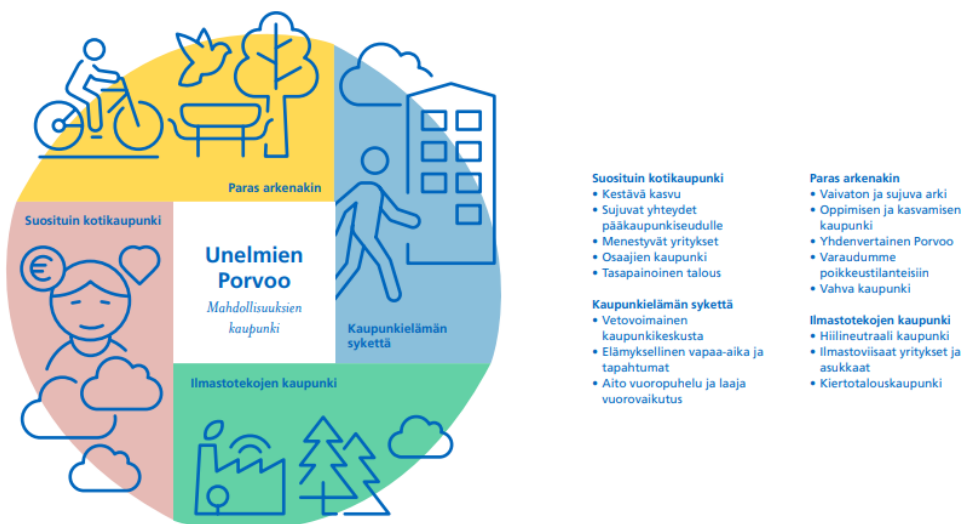 Paras arkenakin
Suosituin kotikaupunki
Unelmien
Porvoo
Mahdollisuuksien
kaupunki
Kaupunkielämän
sykettä
Ilmastotekojen kaupunki
€
Suosituin kotikaupunki
• Kestävä kasvu
• Sujuvat yhteydet
pääkaupunkiseudulle
• Menestyvät yritykset
• Osaajien kaupunki
• Tasapainoinen talous
Kaupunkielämän sykettä
• Vetovoimainen
kaupunkikeskusta
• Elämyksellinen vapaa-aika ja
tapahtumat
• Aito vuoropuhelu ja laaja
vuorovaikutus
Paras arkenakin
• Vaivaton ja sujuva arki
• Oppimisen ja kasvamisen
kaupunki
• Yhdenvertainen Porvoo
• Varaudumme
poikkeustilanteisiin
• Vahva kaupunki
Ilmastotekojen kaupunki
• Hiilineutraali kaupunki
• Ilmastoviisaat yritykset ja
asukkaat
• Kiertotalouskaupunki